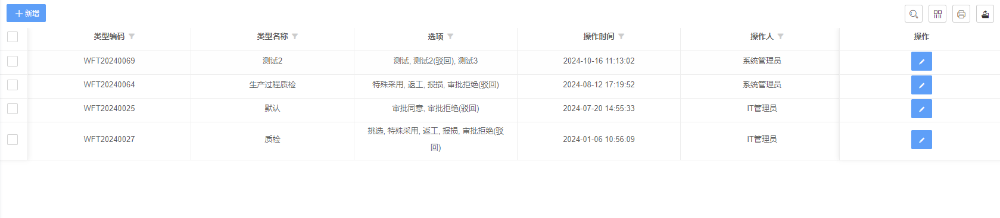 新增
类型编码 类型名称 选项 操作时间 操作人 操作
WFT20240069 测试2 测试, 测试2(驳回), 测试3 2024-10-16 11:13:02 系统管理员
WFT20240064 生产过程质检 特殊采用, 返工, 报损, 审批拒绝(驳回) 2024-08-12 17:19:52 系统管理员
WFT20240025 默认 审批同意, 审批拒绝(驳回) 2024-07-20 14:55:33 IT管理员
WFT20240027 质检 挑选, 特殊采用, 返工, 报损, 审批拒绝(驳 2024-01-06 10:56:09 IT管理员
回)